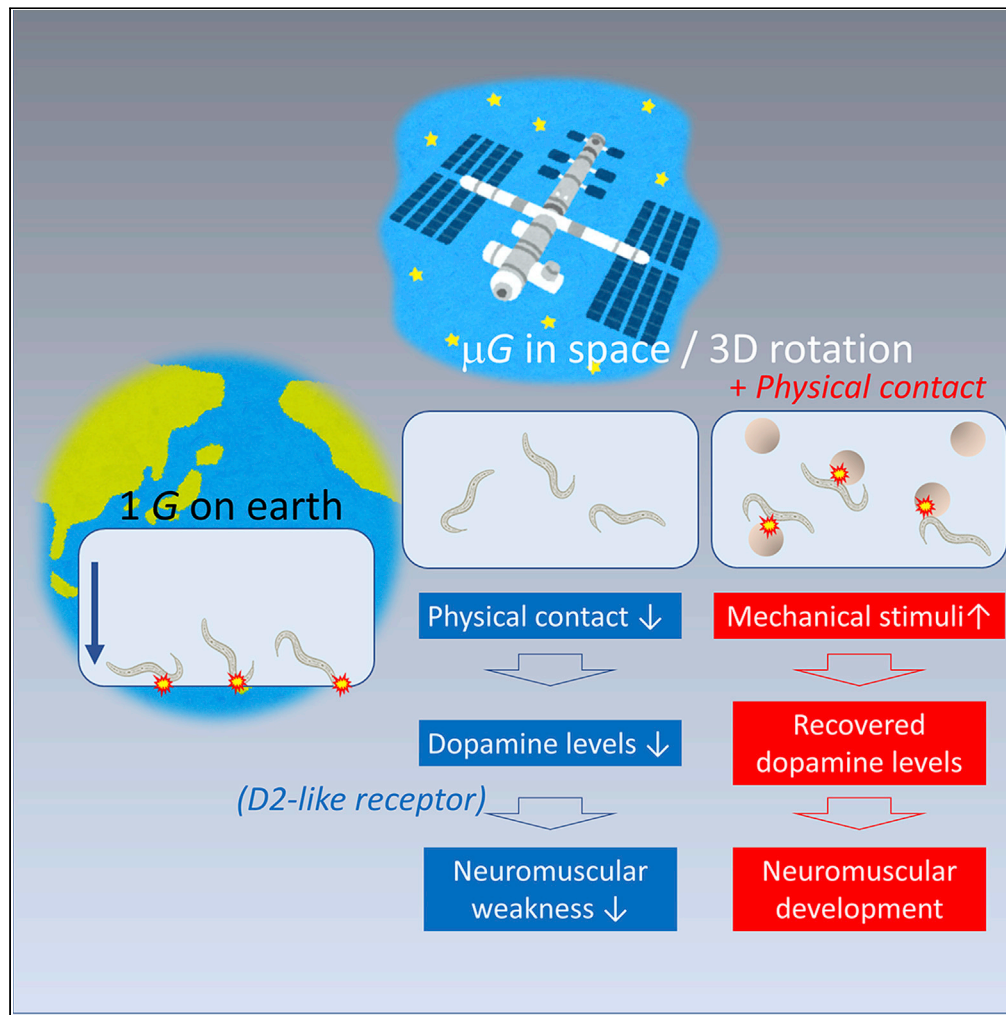 μG in space / 3D rotation
+ Physical contact
1 G on earth
Physical contact ↓
Mechanical stimuli↑
Dopamine levels ↓
Recovered
dopamine levels
(D2-like receptor)
Neuromuscular
weakness ↓
Neuromuscular
development